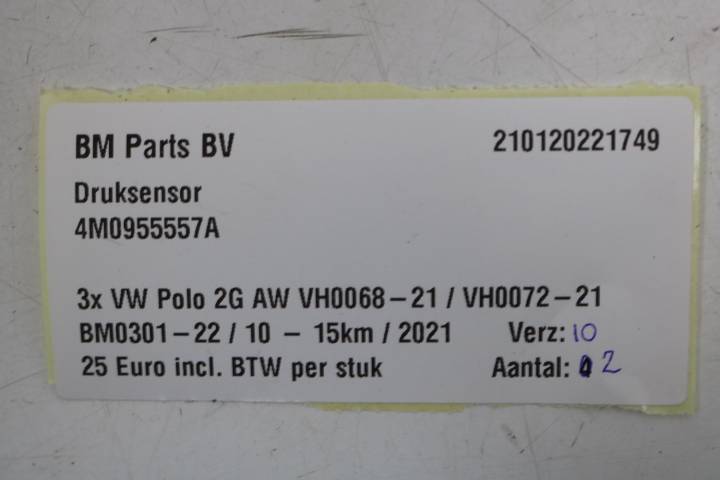 BM Parts BV 210120221749
Druksensor
4M0955557A
3x VW Polo 2G AW VH0068-21 / VH0072-21
BM0301-22 / 10 - 15km / 2021 Verz: 10
25 Euro incl. BTW per stuk Aantal: 2